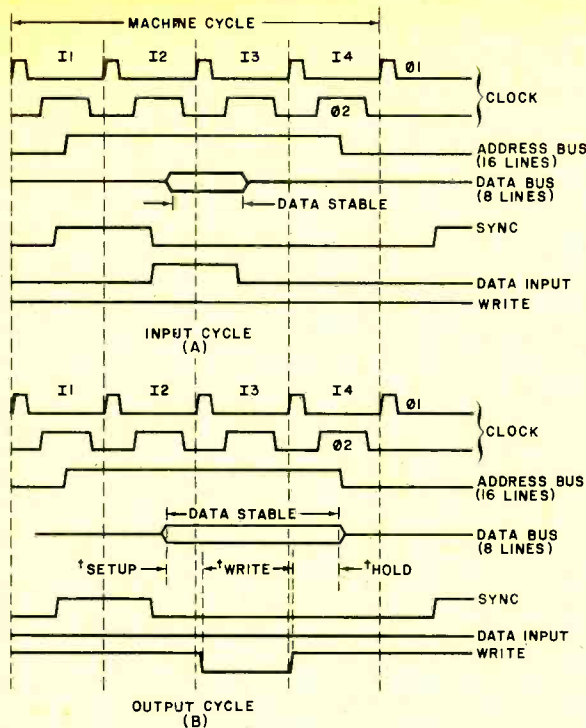 MACHINE CYCLE
I1 I2 I3 I4 Ø1
Ø2
CLOCK
ADDRESS BUS
(16 LINES)
DATA BUS
(8 LINES)
DATA STABLE
SYNC
DATA INPUT
WRITE
INPUT CYCLE
(A)
I1 I2 I3 I4 Ø1
Ø2
CLOCK
ADDRESS BUS
(16 LINES)
DATA STABLE
DATA BUS
(8 LINES)
tSETUP tWRITE tHOLD
SYNC
DATA INPUT
WRITE
OUTPUT CYCLE
(B)